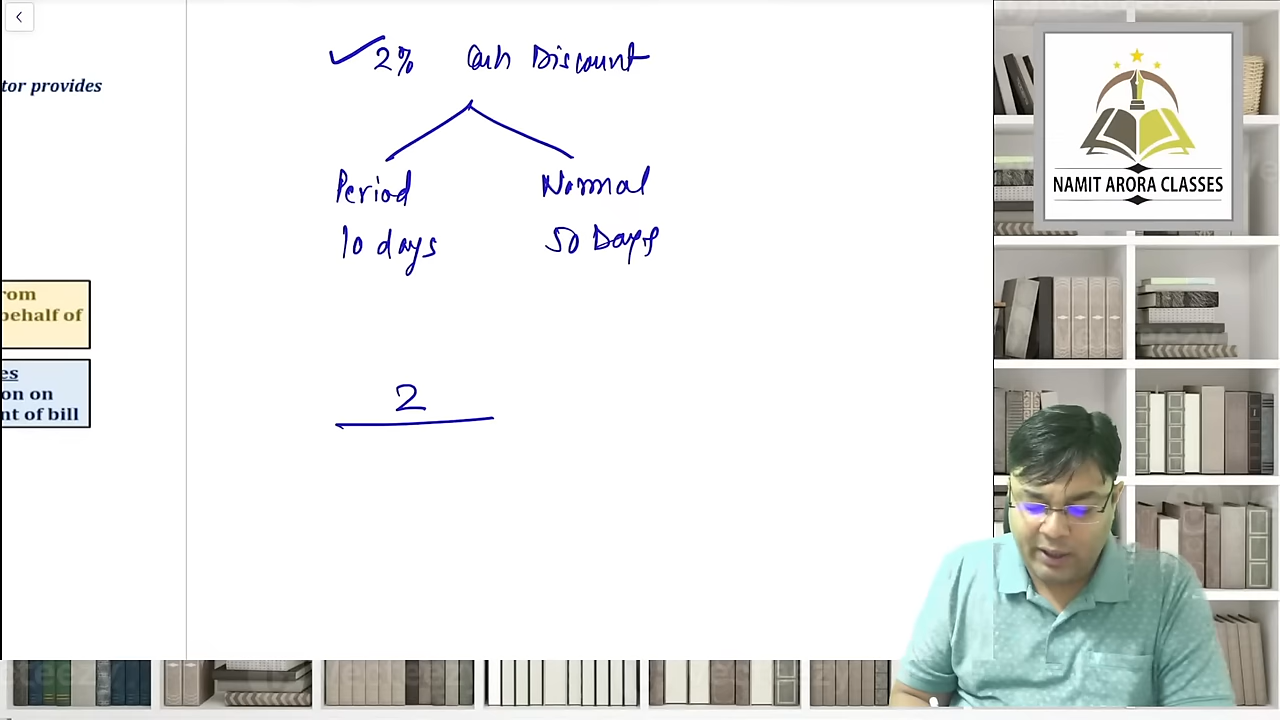 tor provides
✓2% Cash Discount
Period Normal
10 days 50 Days
rom
behalf of
es
on on
nt of bill
2
NAMIT ARORA CLASSES